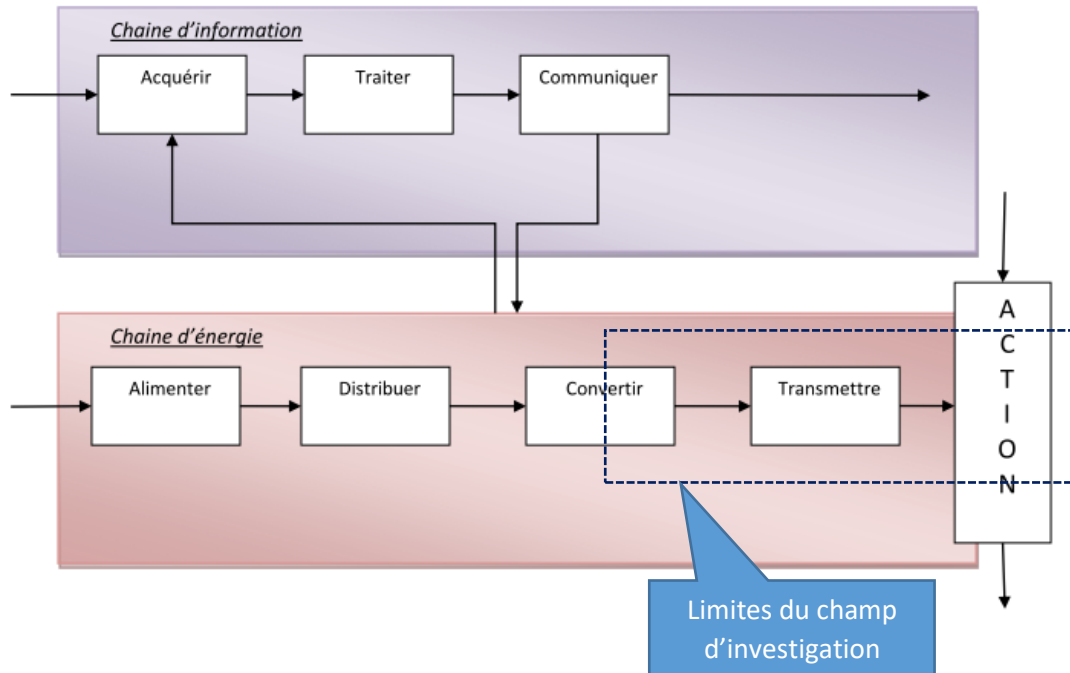 Chaine d'information
Acquérir
Traiter
Communiquer
Chaine d'énergie
Alimenter
Distribuer
Convertir
Transmettre
A
C
T
I
O
N
Limites du champ
d'investigation